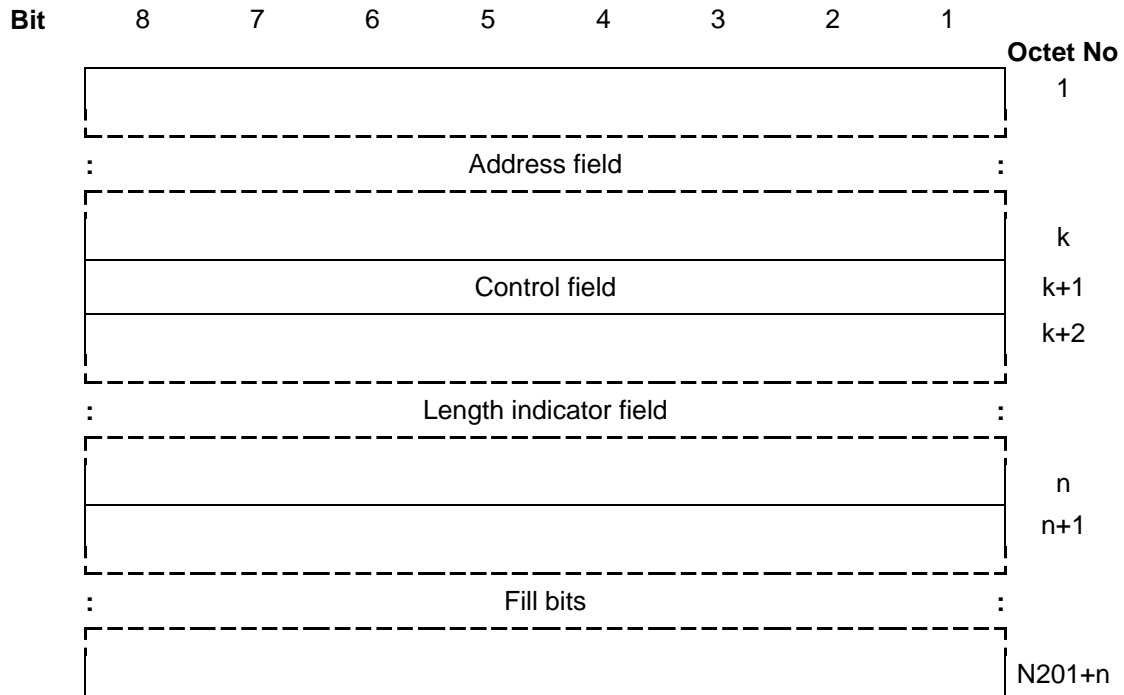 Bit 8 7 6 5 4 3 2 1
Octet No
1
: Address field :
k
Control field k+1
k+2
: Length indicator field :
n
n+1
: Fill bits :
N201+n